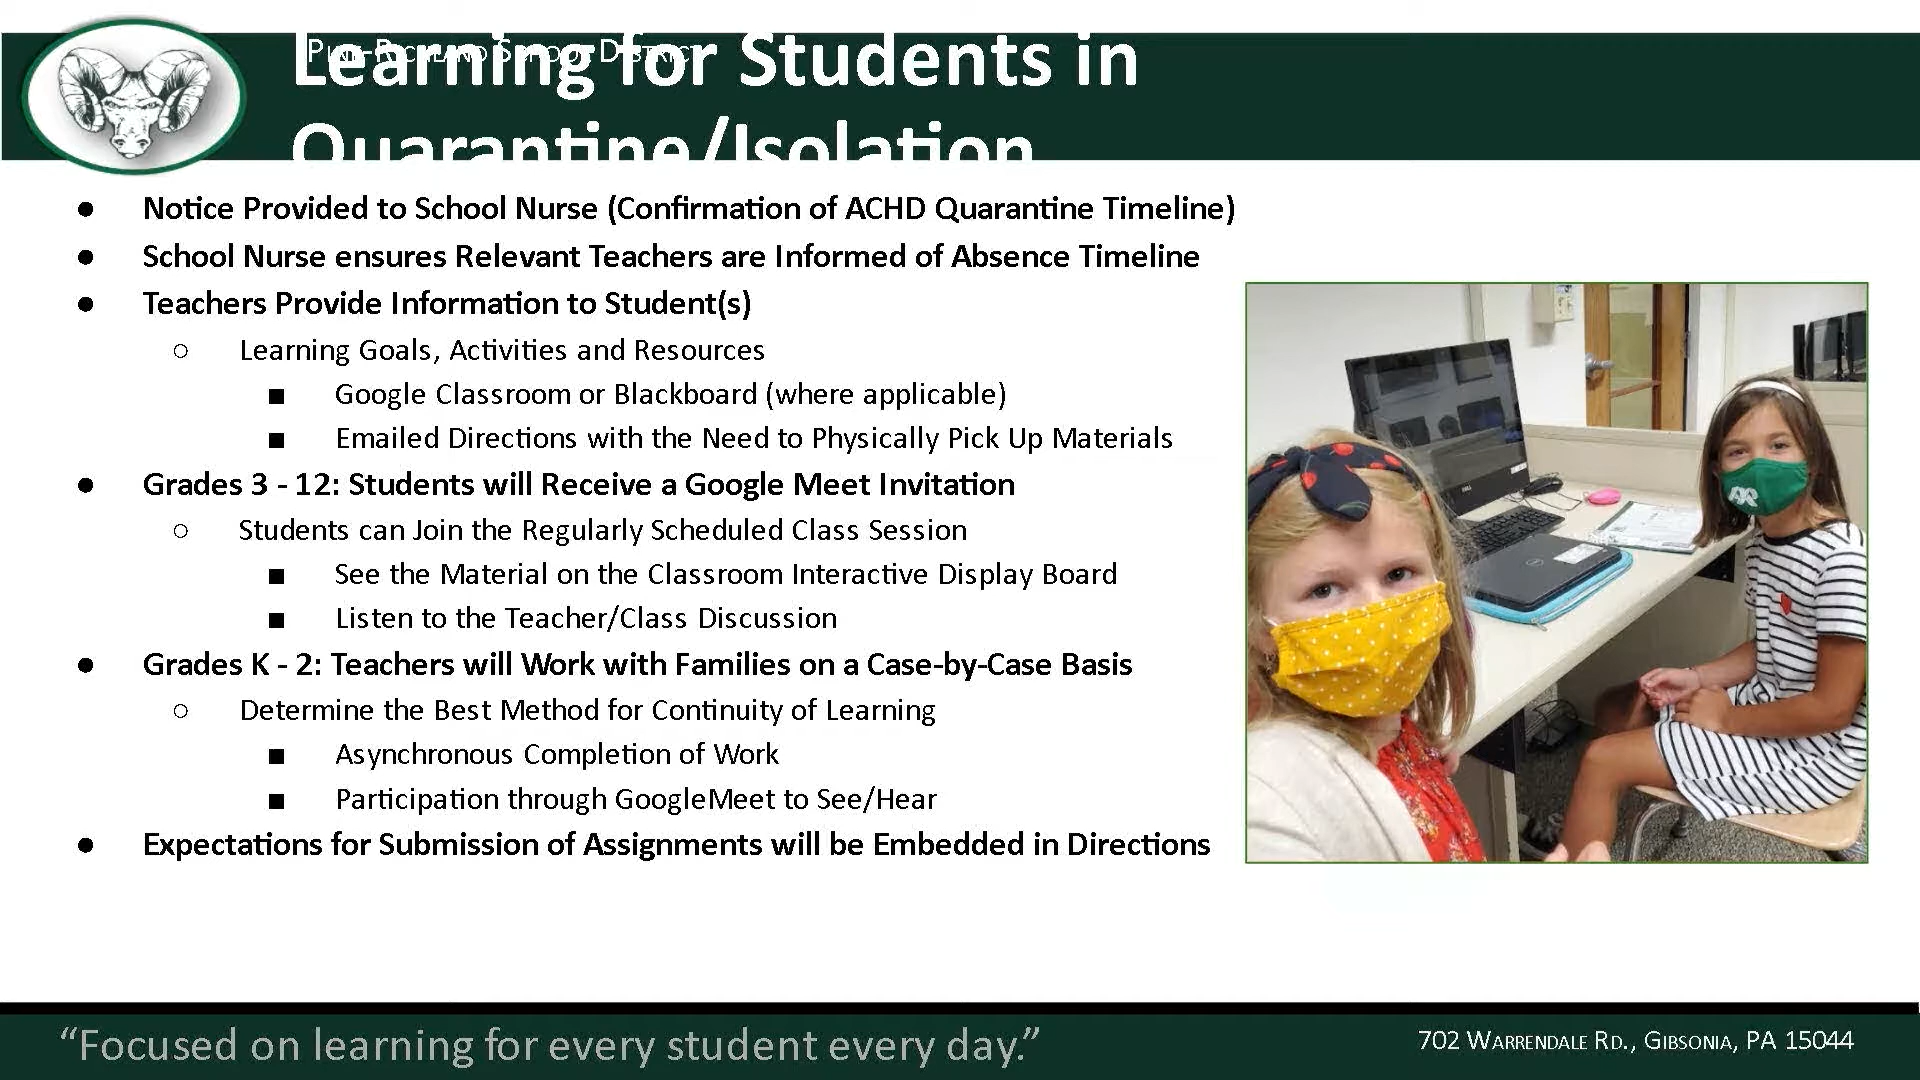 Pine-Richland School District
Learning for Students in
Quarantine/Isolation
● Notice Provided to School Nurse (Confirmation of ACHD Quarantine Timeline)
● School Nurse ensures Relevant Teachers are Informed of Absence Timeline
● Teachers Provide Information to Student(s)
○ Learning Goals, Activities and Resources
■ Google Classroom or Blackboard (where applicable)
■ Emailed Directions with the Need to Physically Pick Up Materials
● Grades 3 - 12: Students will Receive a Google Meet Invitation
○ Students can Join the Regularly Scheduled Class Session
■ See the Material on the Classroom Interactive Display Board
■ Listen to the Teacher/Class Discussion
● Grades K - 2: Teachers will Work with Families on a Case-by-Case Basis
○ Determine the Best Method for Continuity of Learning
■ Asynchronous Completion of Work
■ Participation through GoogleMeet to See/Hear
● Expectations for Submission of Assignments will be Embedded in Directions
PR
“Focused on learning for every student every day.”
702 Warrendale Rd., Gibsonia, PA 15044